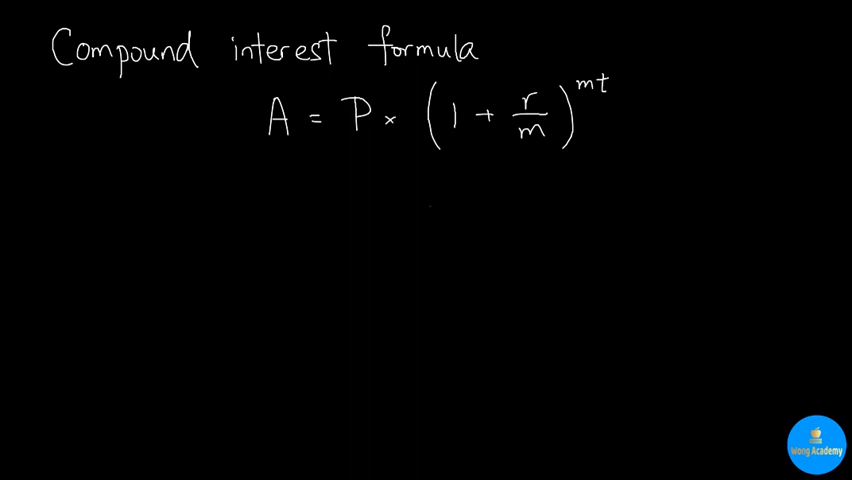 Compound interest formula
A = P × (1 + r/m)^mt
Wong Academy